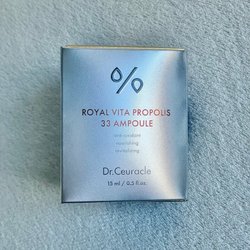 %
ROYAL VITA PROPOLIS
33 AMPOULE
anti-oxidant
nourishing
revitalizing
Dr.Ceuracle
15 ml / 0.5 fl.oz.